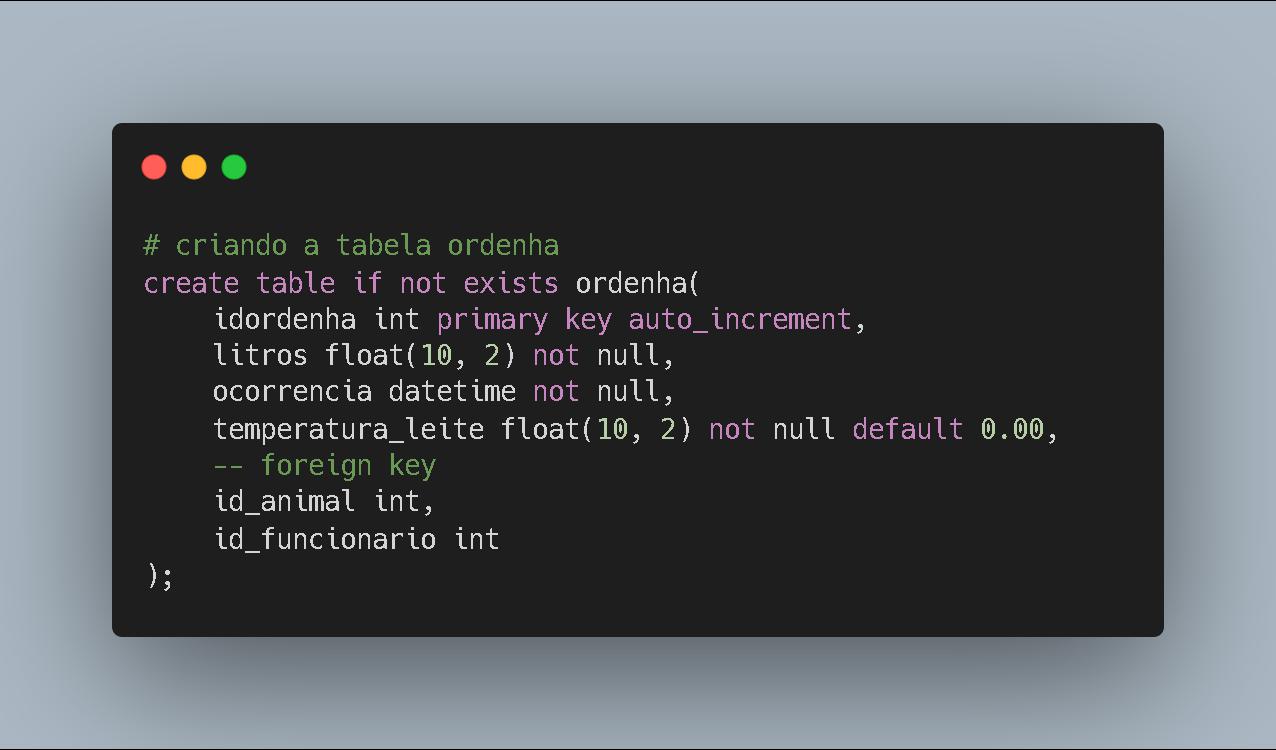 # criando a tabela ordenha
create table if not exists ordenha(
    idordenha int primary key auto_increment,
    litros float(10, 2) not null,
    ocorrencia datetime not null,
    temperatura_leite float(10, 2) not null default 0.00,
    -- foreign key
    id_animal int,
    id_funcionario int
);